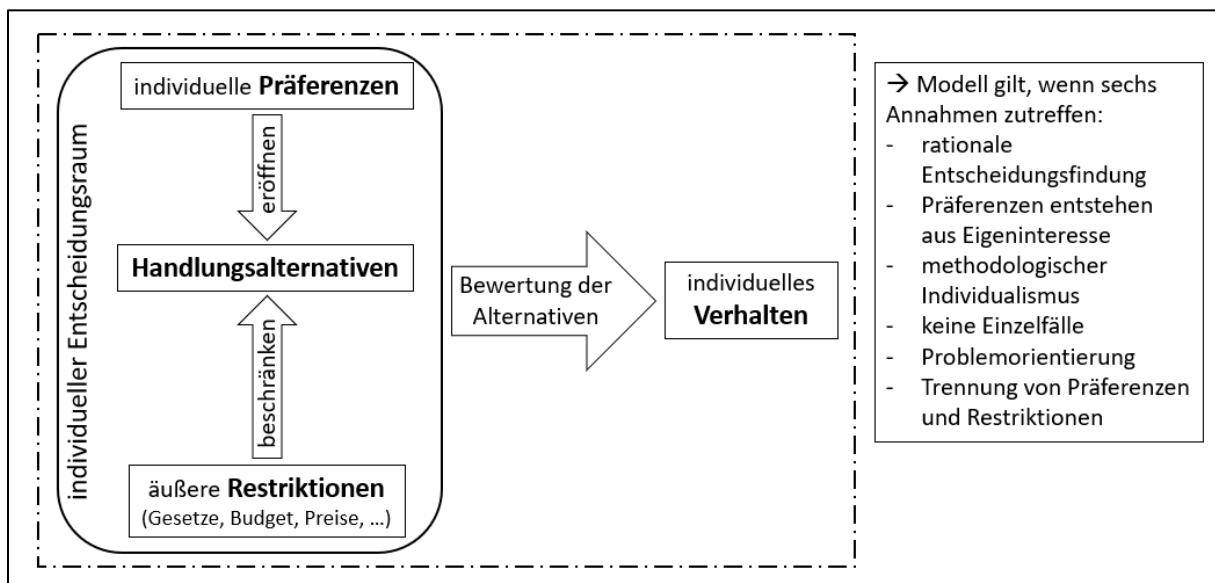 individueller Entscheidungsraum
individuelle Präferenzen
eröffnen
Handlungsalternativen
beschränken
äußere Restriktionen
(Gesetze, Budget, Preise, ...)
Bewertung der
Alternativen
individuelles
Verhalten
→ Modell gilt, wenn sechs
Annahmen zutreffen:
- rationale
Entscheidungsfindung
- Präferenzen entstehen
aus Eigeninteresse
- methodologischer
Individualismus
- keine Einzelfälle
- Problemorientierung
- Trennung von Präferenzen
und Restriktionen